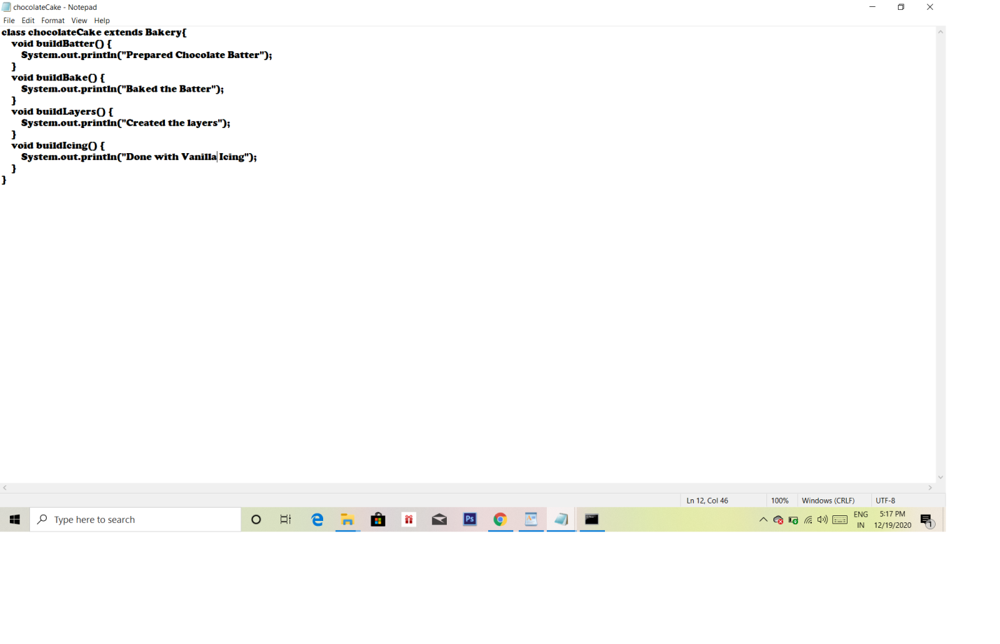 chocolateCake - Notepad
File Edit Format View Help
class chocolateCake extends Bakery{
void buildBatter() {
System.out.println("Prepared Chocolate Batter");
}
void buildBake() {
System.out.println("Baked the Batter");
}
void buildLayers() {
System.out.println("Created the layers");
}
void buildIcing() {
System.out.println("Done with Vanilla Icing");
}
}
Ln 12, Col 46 100% Windows (CRLF) UTF-8
Type here to search
Ps
ENG
IN
5:17 PM
12/19/2020
1